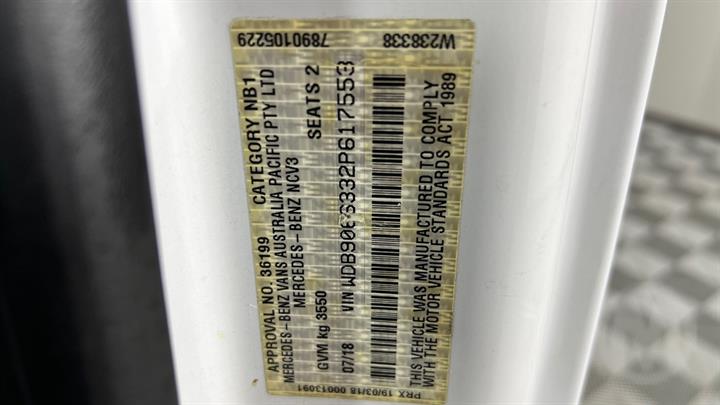 7890105229 W238338
APPROVAL NO. 36199 CATEGORY NB1
MERCEDES-BENZ VANS AUSTRALIA PACIFIC PTY LTD
MERCEDES-BENZ NCV3
GVM kg 3550 SEATS 2
07/18 VIN WDB9066332P617553
THIS VEHICLE WAS MANUFACTURED TO COMPLY
WITH THE MOTOR VEHICLE STANDARDS ACT 1989
PRX 19/03/18 00013091